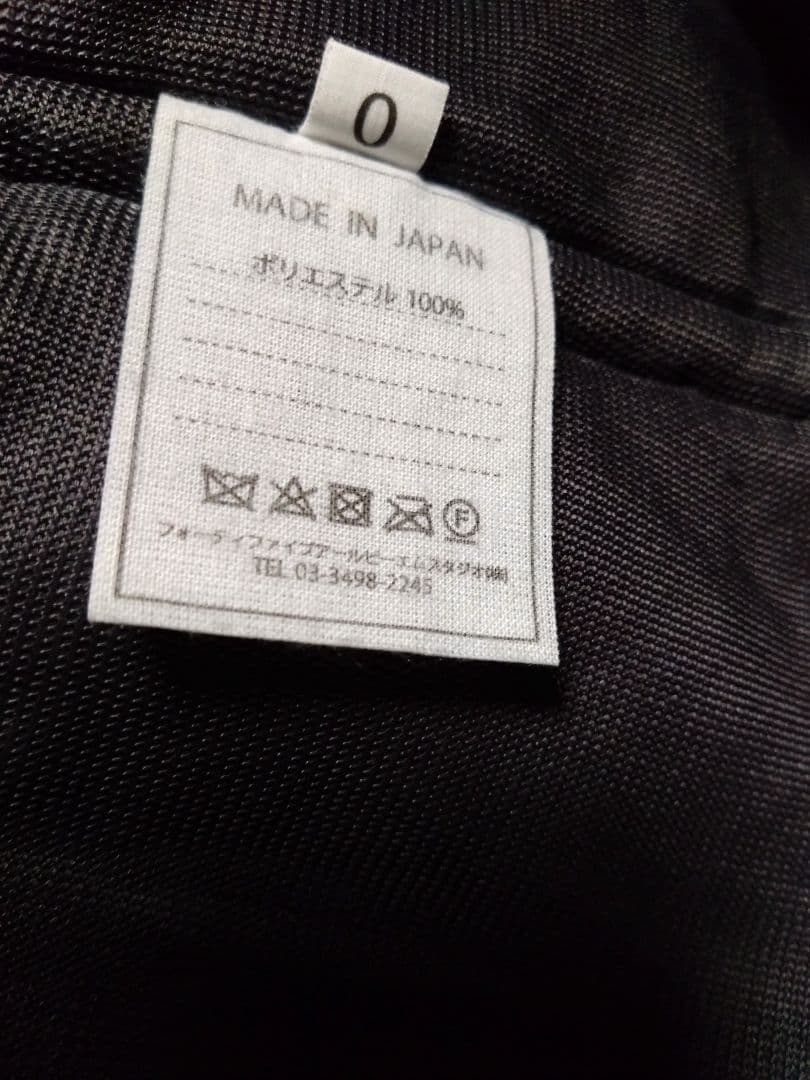 0
MADE IN JAPAN
ポリエステル 100%
F
フォーティファイブアールピーエムスタジオ㈱
TEL 03-3498-2245